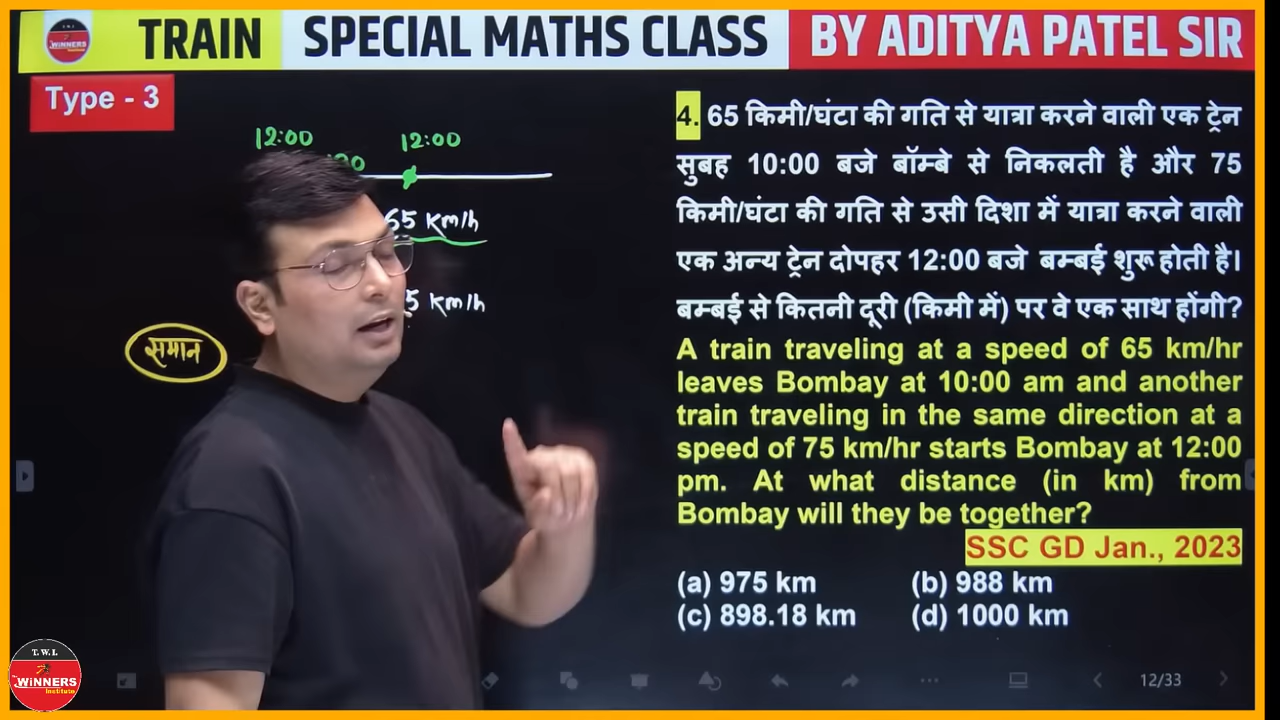 TRAIN SPECIAL MATHS CLASS BY ADITYA PATEL SIR
WiNNERS
Institute
Type - 3
12:00 12:00
65 km/h
5 km/h
समान
4. 65 किमी/घंटा की गति से यात्रा करने वाली एक ट्रेन
सुबह 10:00 बजे बॉम्बे से निकलती है और 75
किमी/घंटा की गति से उसी दिशा में यात्रा करने वाली
एक अन्य ट्रेन दोपहर 12:00 बजे बम्बई शुरू होती है।
बम्बई से कितनी दूरी (किमी में) पर वे एक साथ होंगी?
A train traveling at a speed of 65 km/hr
leaves Bombay at 10:00 am and another
train traveling in the same direction at a
speed of 75 km/hr starts Bombay at 12:00
pm. At what distance (in km) from
Bombay will they be together?
SSC GD Jan., 2023
(a) 975 km (b) 988 km
(c) 898.18 km (d) 1000 km
T.W.I.
The WiNNERS
Institute
12/33